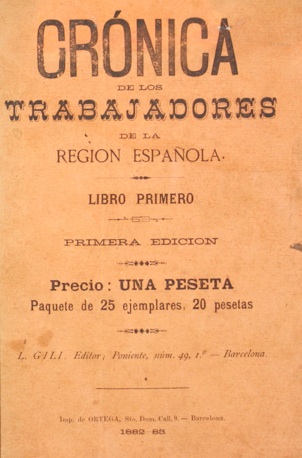 CRÓNICA
DE LOS
TRABAJADORES
DE LA
REGION ESPAÑOLA.
LIBRO PRIMERO
PRIMERA EDICION
Precio: UNA PESETA
Paquete de 25 ejemplares, 20 pesetas
L. GILI. Editor; Poniente, núm. 49, 1.º — Barcelona.
Imp. de ORTEGA, Sto. Dom. Call, 9. — Barcelona.
1882-83